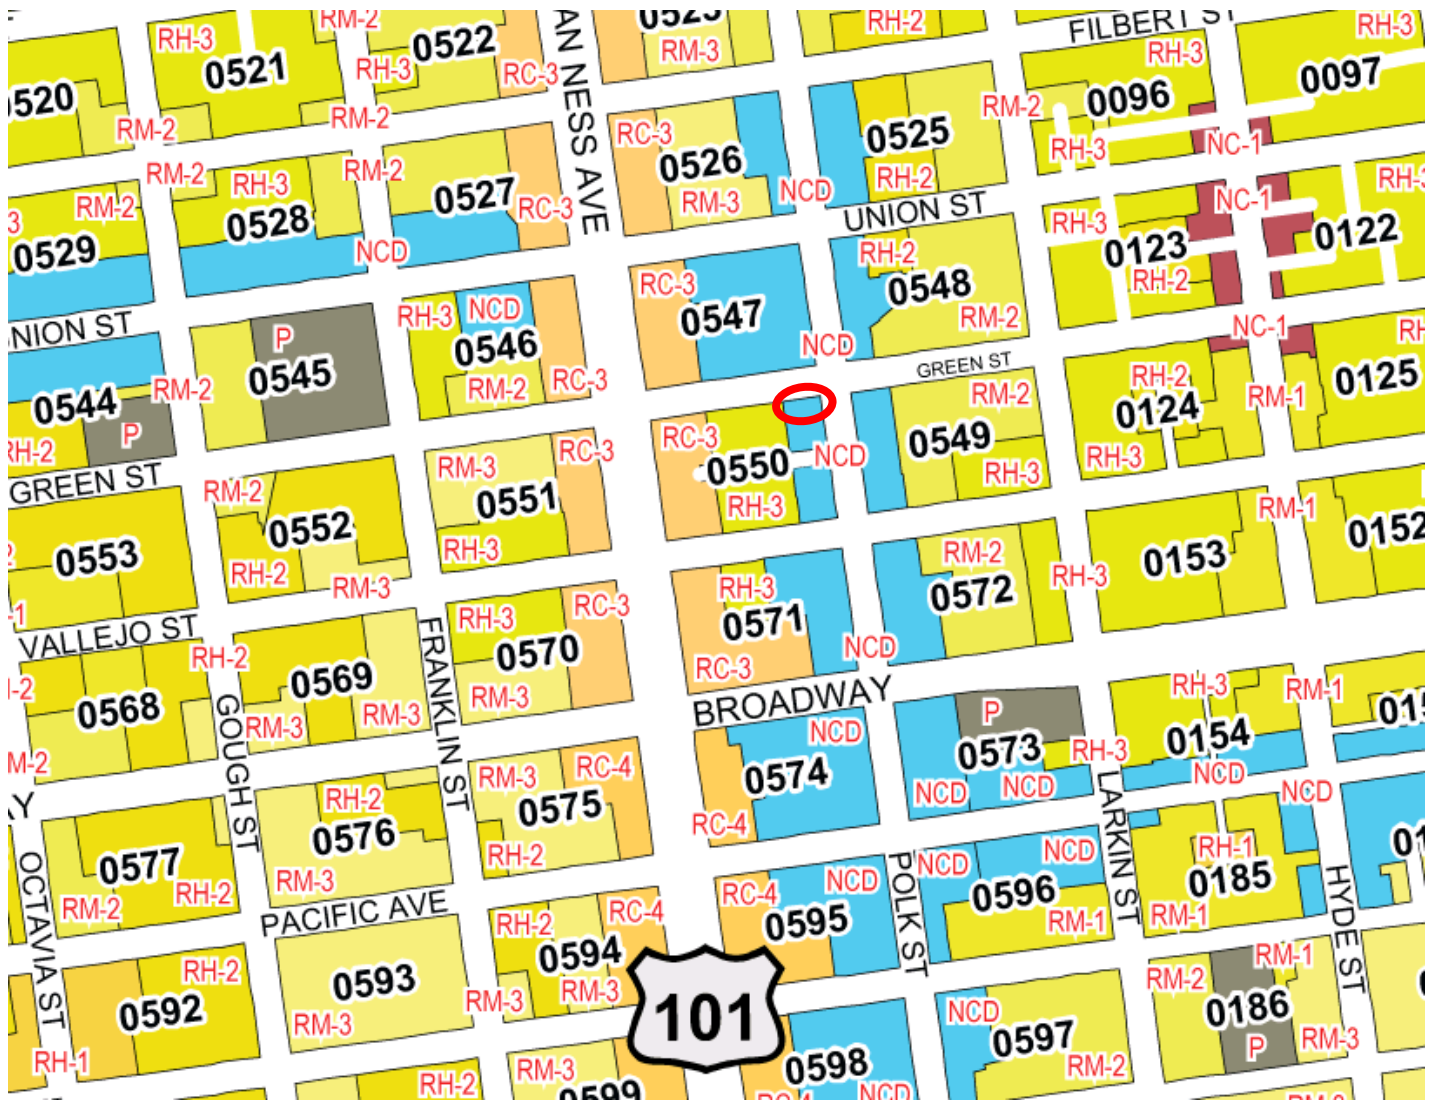 RM-2
RH-2
FILBERT ST
RH-3
RH-3
0522
0523
RM-3
RH-3
0521
RH-3
RC-3
0097
0520
0096
RM-2
RM-2
RM-2
VAN NESS AVE
RC-3
0526
0525
RH-3
NC-1
RM-2
RH-3
RM-2
0527
RH-2
RH-3
RM-2
0528
RC-3
RM-3
NCD
UNION ST
RH-3
NC-1
0123
0122
0529
NCD
RH-2
RH-2
RC-3
0548
UNION ST
RH-3
NCD
0547
RM-2
NC-1
P
0546
NCD
GREEN ST
RH-2
0125
0545
RM-2
RC-3
RM-2
RM-1
0544
RM-2
0124
P
RH-2
RC-3
RC-3
0549
NCD
RH-3
RM-3
0550
RH-3
GREEN ST
RM-2
0551
RH-3
RM-1
0552
0152
0553
RH-3
RM-2
0153
RH-2
RM-3
RH-3
RC-3
RH-3
0572
RH-3
VALLEJO ST
FRANKLIN ST
0571
RH-2
0570
NCD
RC-3
0569
RM-3
RH-3
RM-1
0568
RM-3
RM-3
BROADWAY
P
NCD
0154
GOUGH ST
0573
RH-3
RM-3
RC-4
0574
NCD
NCD
NCD
NCD
RH-2
0575
RC-4
LARKIN ST
0576
RH-1
0577
RH-2
NCD
NCD
RC-4
NCD
0596
0185
RM-3
OCTAVIA ST
RH-2
RM-2
POLK ST
HYDE ST
PACIFIC AVE
RH-2
RC-4
0595
RM-1
RM-1
0594
RM-1
RH-2
0593
RM-3
RM-3
RM-2
0592
101
NCD
0186
RM-3
0597
RM-3
P
RH-1
RM-3
0598
RM-2
RH-2
0599
RC-4
NCD
RM-3